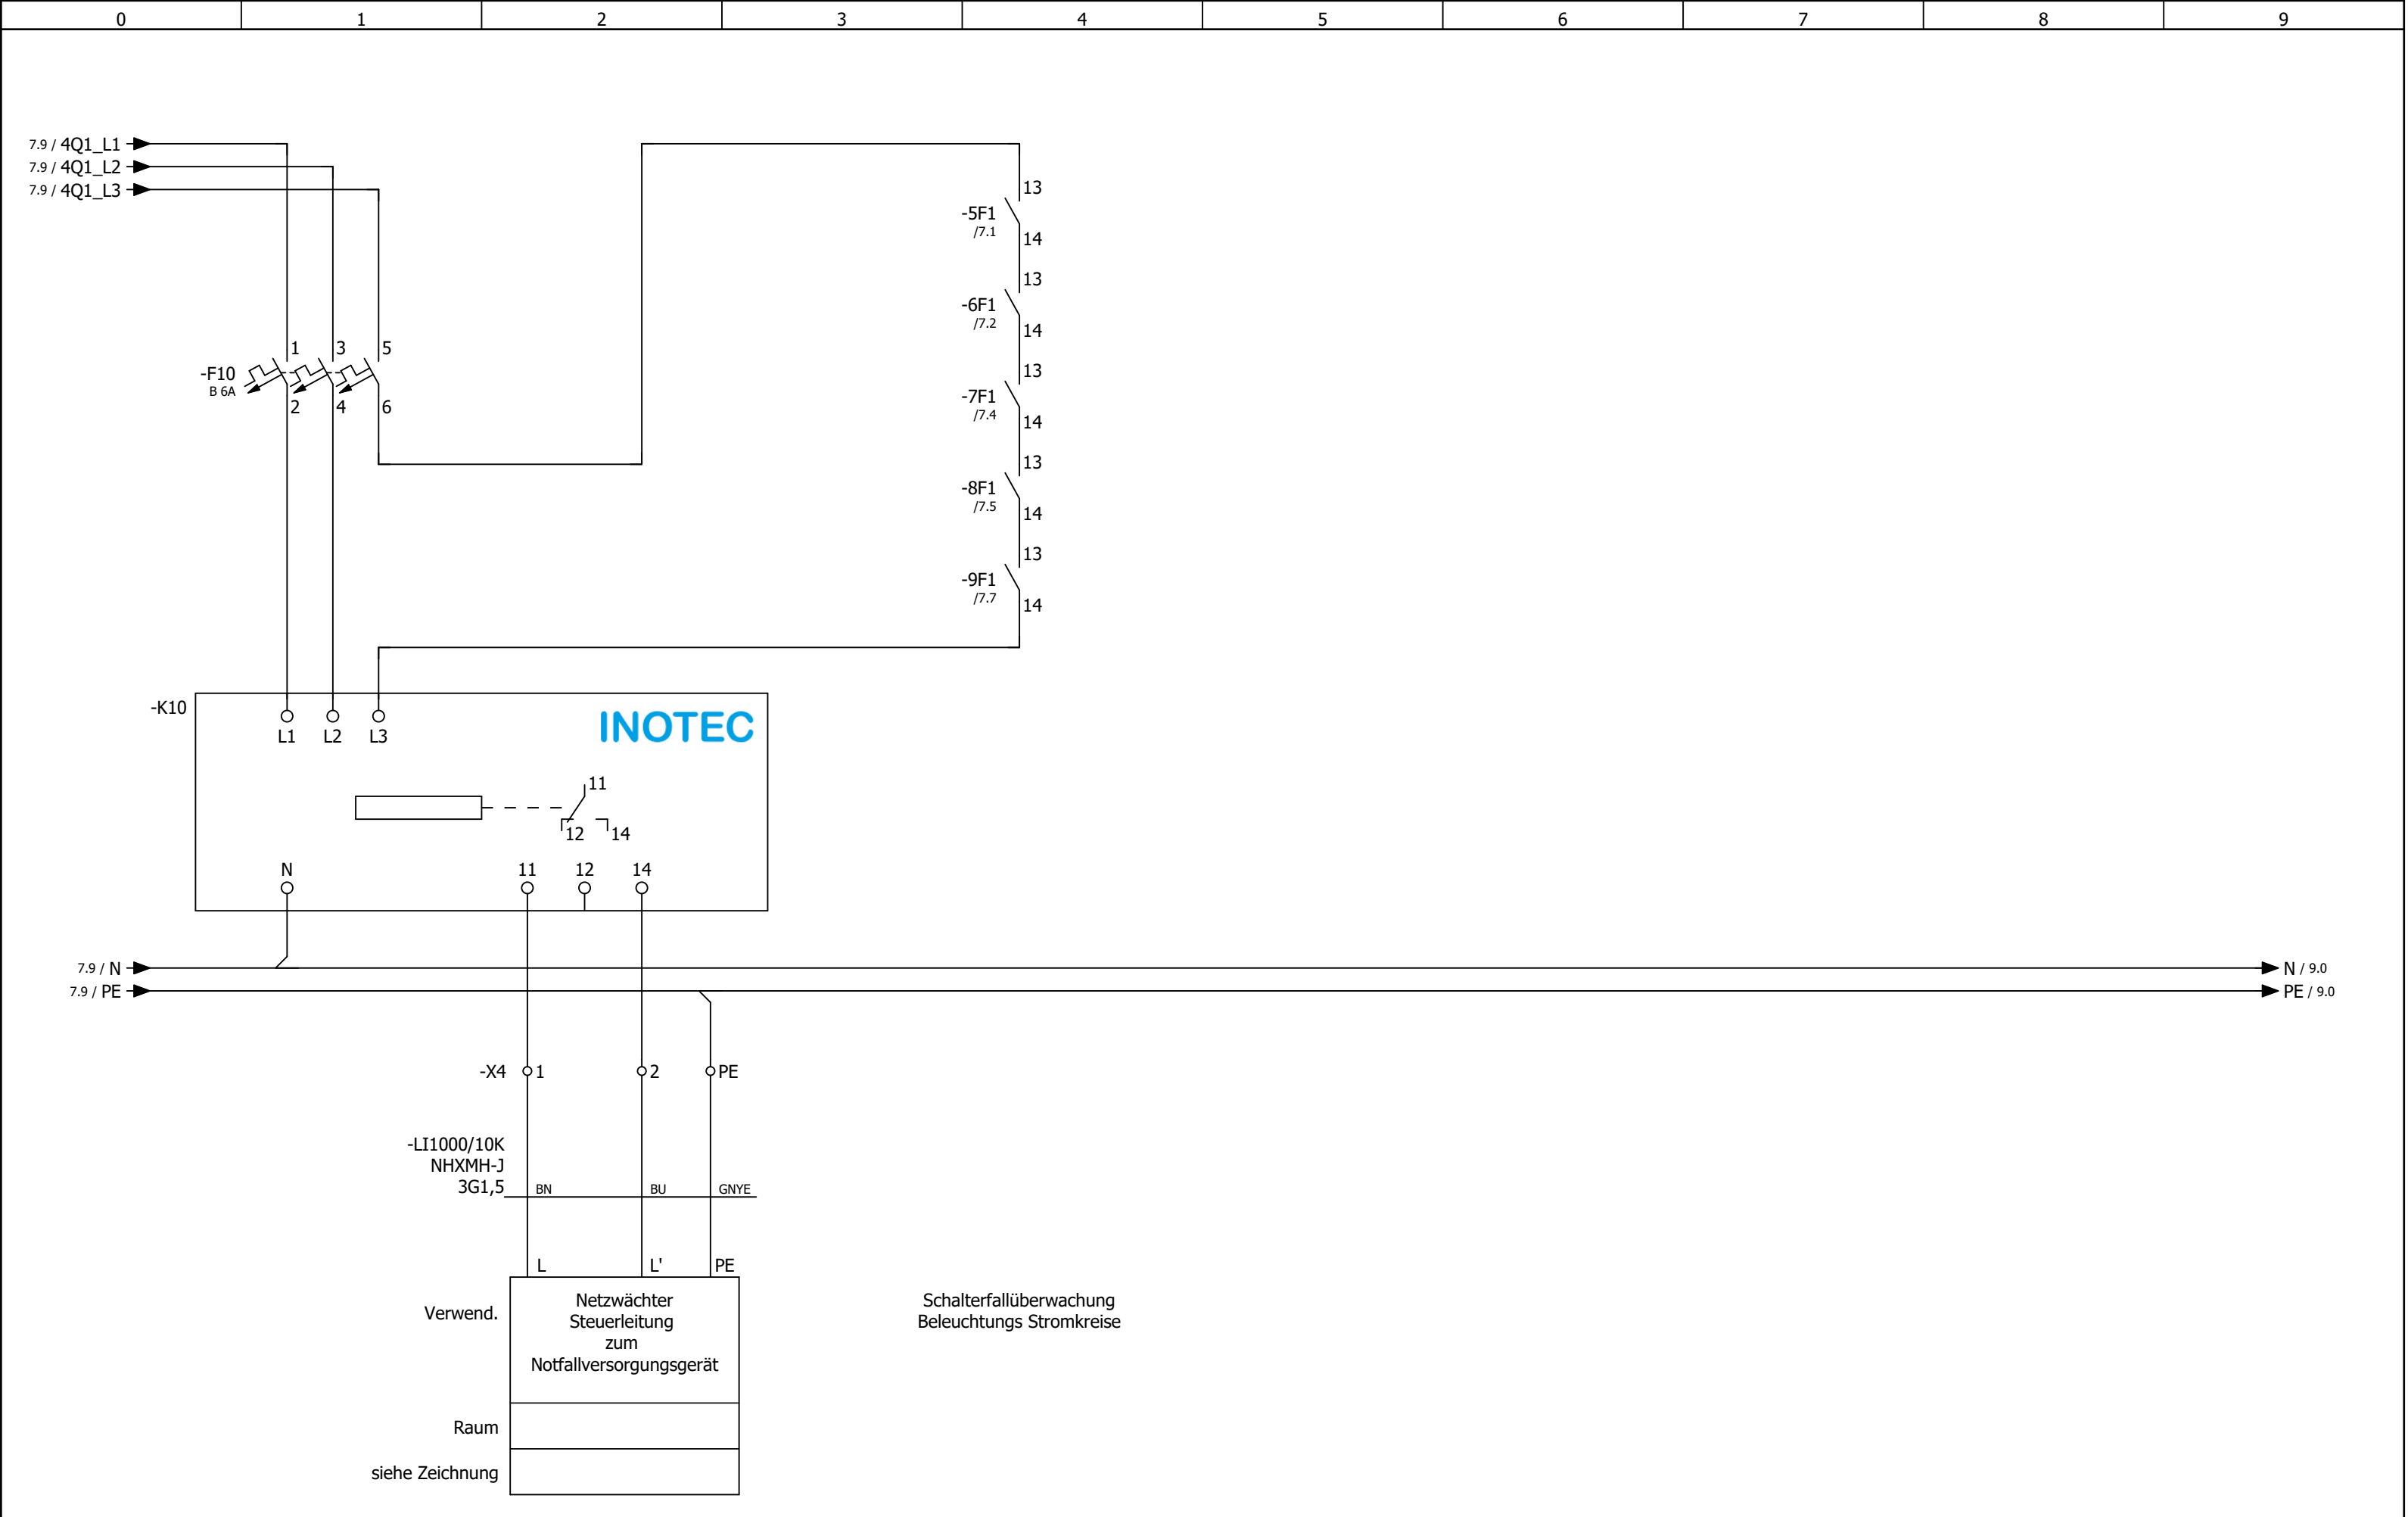 0 1 2 3 4 5 6 7 8 9
7.9 / 4Q1_L1
7.9 / 4Q1_L2
7.9 / 4Q1_L3
13
-5F1
/7.1
14
13
-6F1
/7.2
14
1 3 5
-F10
B 6A
2 4 6
13
-7F1
/7.4
14
13
-8F1
/7.5
14
13
-9F1
/7.7
14
-K10
INOTEC
L1 L2 L3
11
12 14
N 11 12 14
7.9 / N
N / 9.0
7.9 / PE
PE / 9.0
-X4 1 2 PE
-LI1000/10K
NHXMH-J
3G1,5 BN BU GNYE
L L' PE
Verwend.
Netzwächter
Steuerleitung
zum
Notfallversorgungsgerät
Schalterfallüberwachung
Beleuchtungs Stromkreise
Raum
siehe Zeichnung